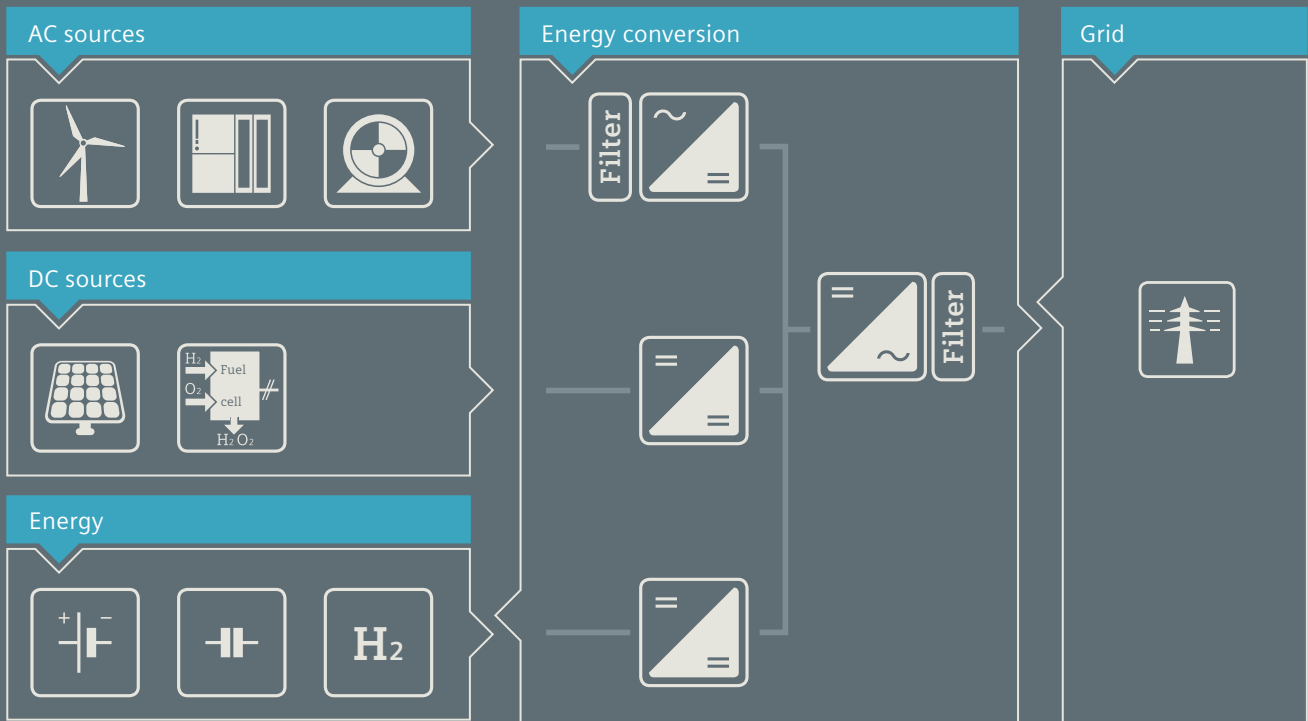 AC sources
Energy conversion
Grid
Filter
DC sources
H₂
Fuel
O₂
cell
H₂ O₂
Filter
Energy
+ −
H₂